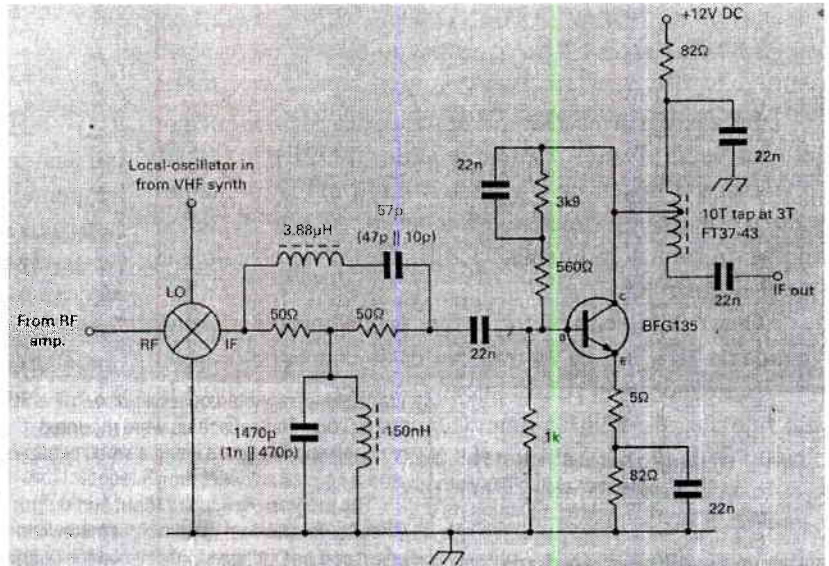 +12V DC
82Ω
22n
Local-oscillator in
from VHF synth
22n
3k9
10T tap at 3T
FT37-43
3.88μH
57p
(47p || 10p)
560Ω
22n
IF out
LO
C
From RF
amp.
RF
IF
50Ω
50Ω
B
BFG135
22n
E
5Ω
1470p
(1n || 470p)
150nH
1k
82Ω
22n